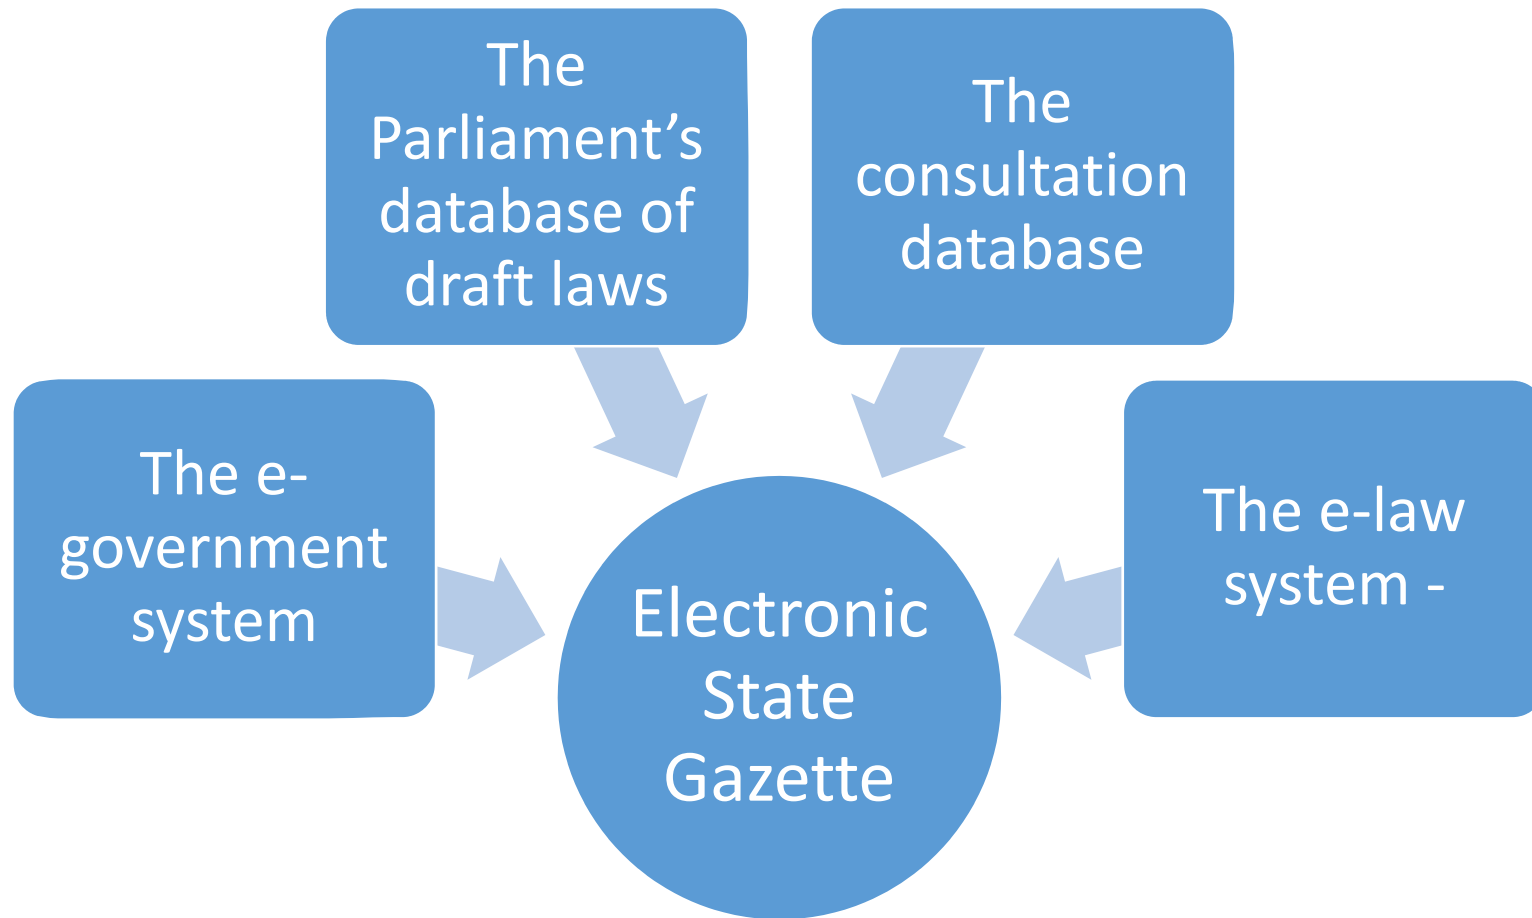 The
Parliament’s
database of
draft laws
The
consultation
database
The e-
government
system
The e-law
system -
Electronic
State
Gazette